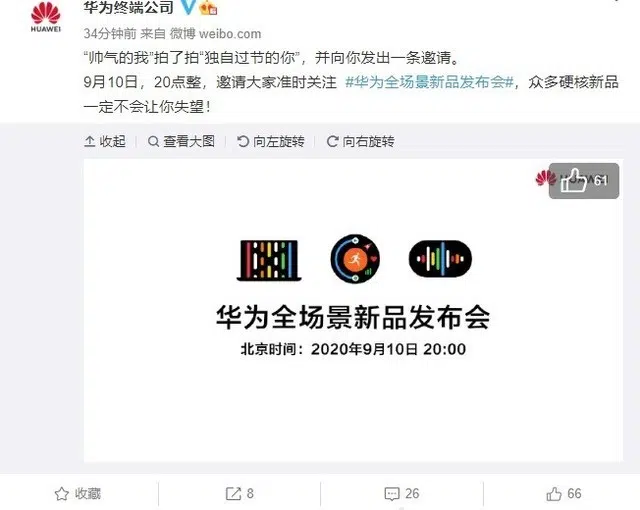 华为终端公司
HUAWEI
34分钟前 来自 微博 weibo.com
“帅气的我”拍了拍“独自过节的你”，并向你发出一条邀请。
9月10日，20点整，邀请大家准时关注 #华为全场景新品发布会#，众多硬核新品
一定不会让你失望！
收起 查看大图 向左旋转 向右旋转
61
华为全场景新品发布会
北京时间：2020年9月10日 20:00
收藏 8 26 66